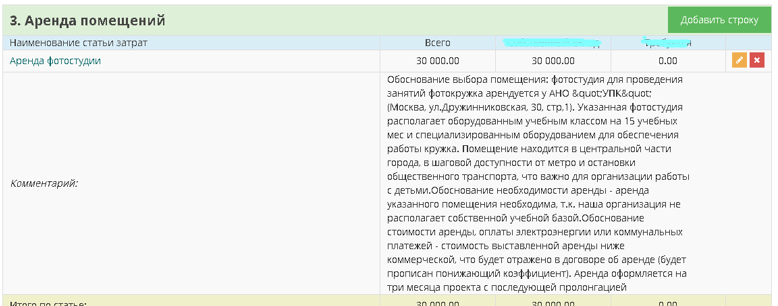 3. Аренда помещений
Добавить строку
Наименование статьи затрат Всего
Аренда фотостудии 30 000.00 30 000.00 0.00
Обоснование выбора помещения: фотостудия для проведения
занятий фотокружка арендуется у АНО &quot;УПК&quot;
(Москва, ул.Дружинниковская, 30, стр,1). Указанная фотостудия
располагает оборудованным учебным классом на 15 учебных
мес и специализированным оборудованием для обеспечения
работы кружка. Помещение находится в центральной части
города, в шаговой доступности от метро и остановки
общественного транспорта, что важно для организации работы
Комментарий:
с детьми.Обоснование необходимости аренды - аренда
указанного помещения необходима, т.к. наша организация не
располагает собственной учебной базой.Обоснование
стоимости аренды, оплаты электроэнергии или коммунальных
платежей - стоимость выставленной аренды ниже
коммерческой, что будет отражено в договоре об аренде (будет
прописан понижающий коэффициент). Аренда оформляется на
три месяца проекта с последующей пролонгацией
Итого по статье: 30 000.00 30 000.00 0.00